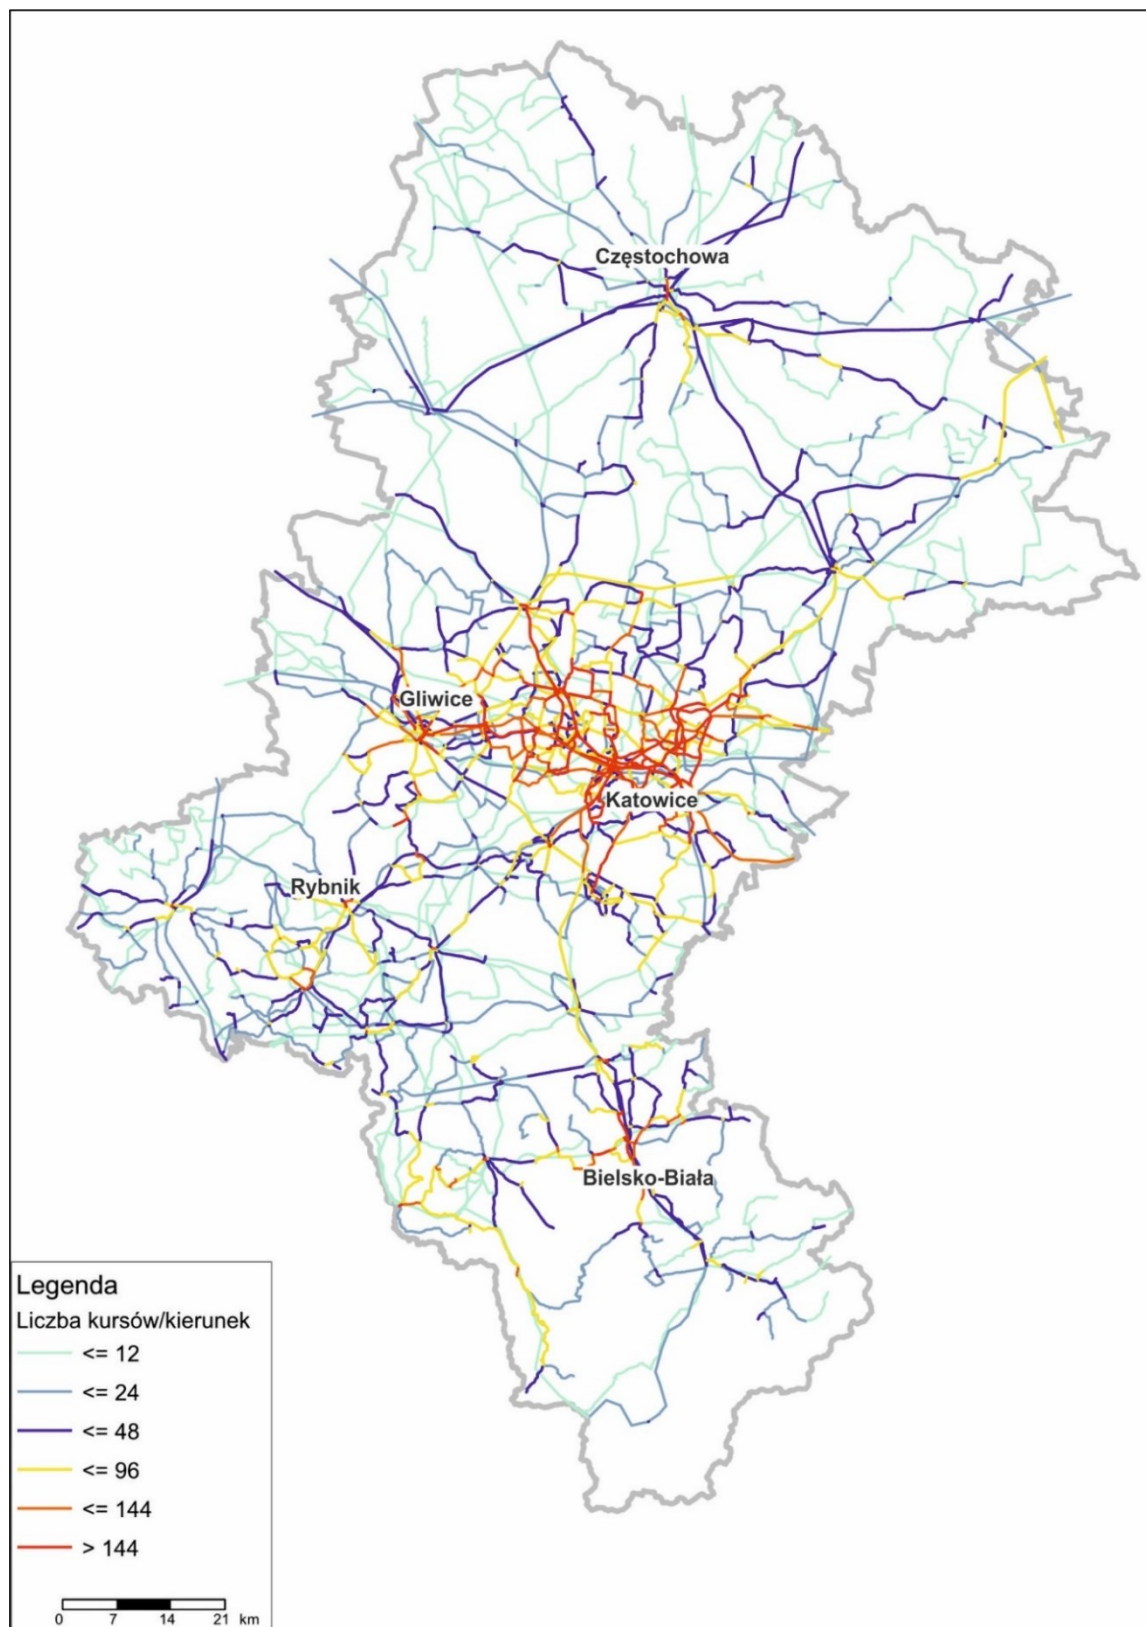 Częstochowa
Gliwice
Katowice
Rybnik
Bielsko-Biała
Legenda
Liczba kursów/kierunek
<= 12
<= 24
<= 48
<= 96
<= 144
> 144
0 7 14 21 km